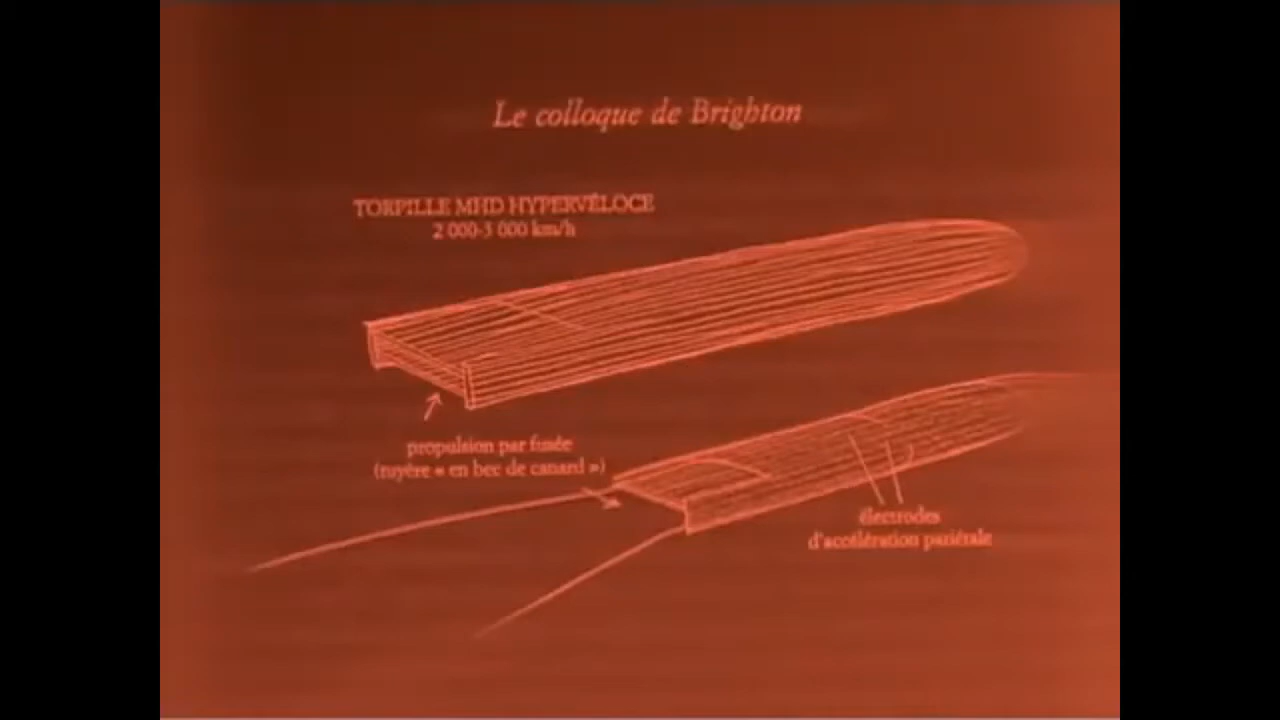 Le colloque de Brighton
TORPILLE MHD HYPERVÉLOCE
2 000-3 000 km/h
propulsion par fusée
(tuyère « en bec de canard »)
électrodes
d'accélération pariétale